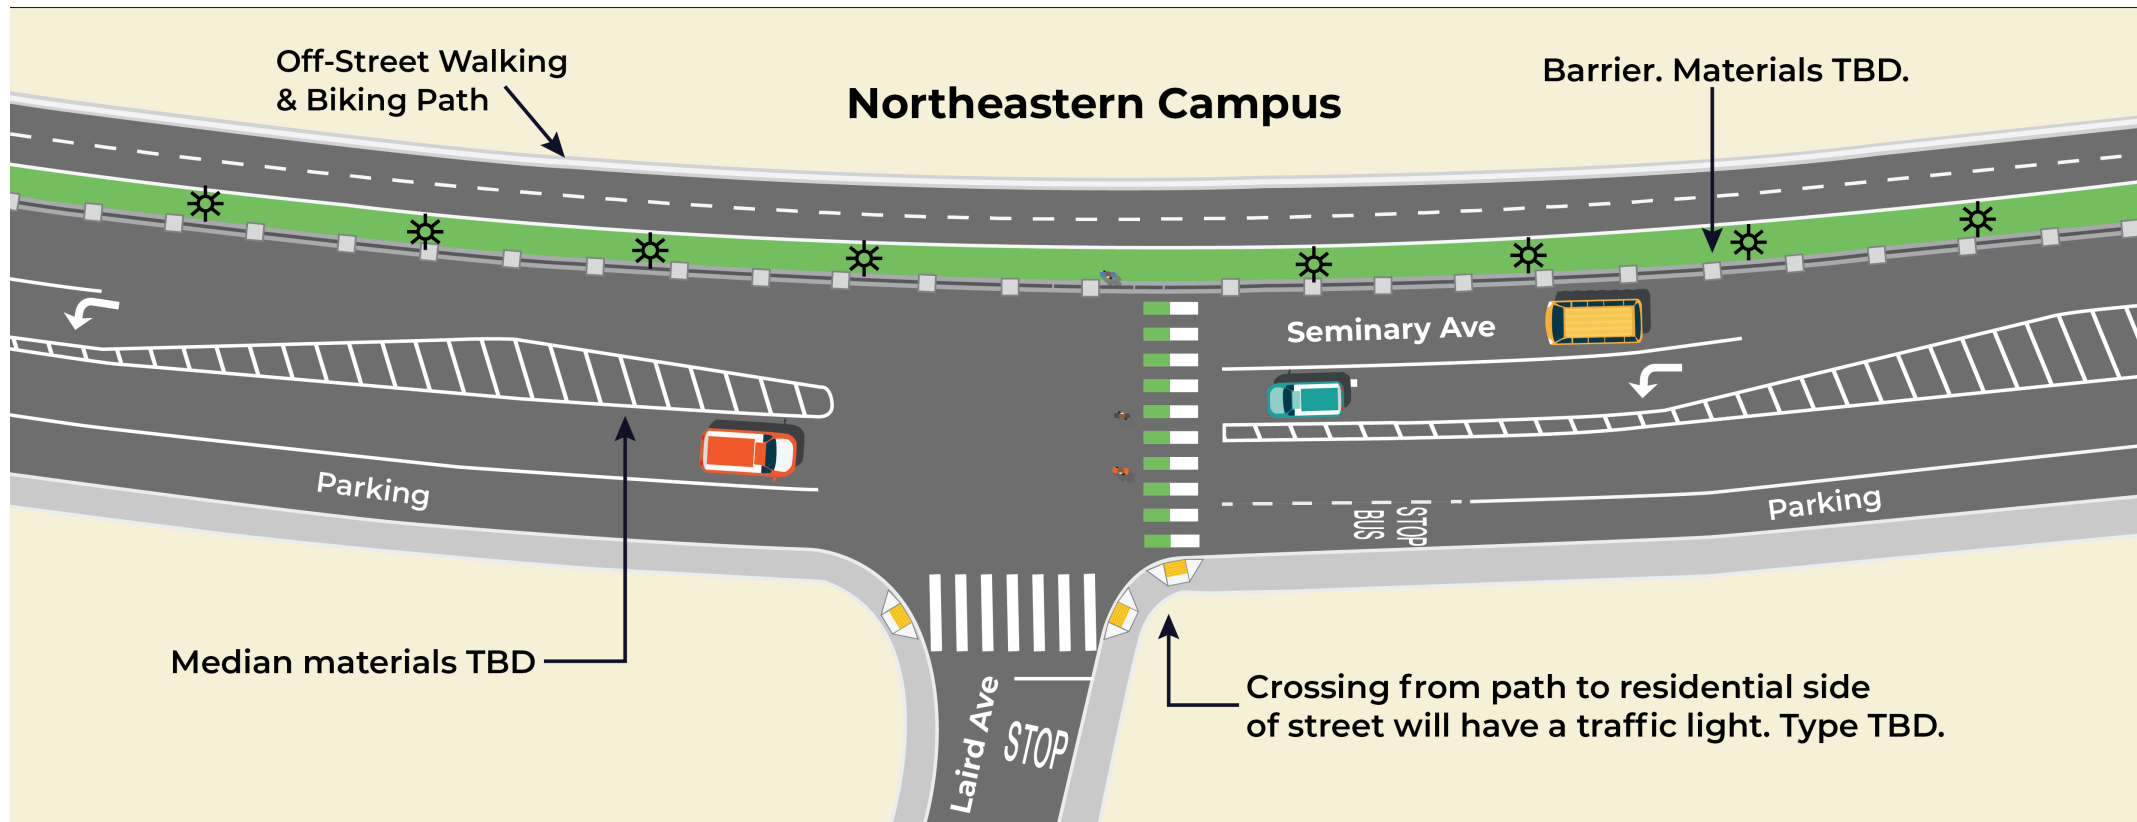 Off-Street Walking
& Biking Path
Northeastern Campus
Barrier. Materials TBD.
Seminary Ave
Parking
STOP
BUS
Parking
Median materials TBD
Laird Ave
STOP
Crossing from path to residential side
of street will have a traffic light. Type TBD.